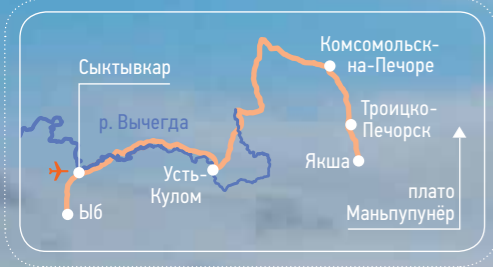 Комсомольск-
на-Печоре
Сыктывкар
р. Вычегда
Троицко-
Печорск
Усть-
Кулом
Якша
плато
Маньпупунёр
Ыб